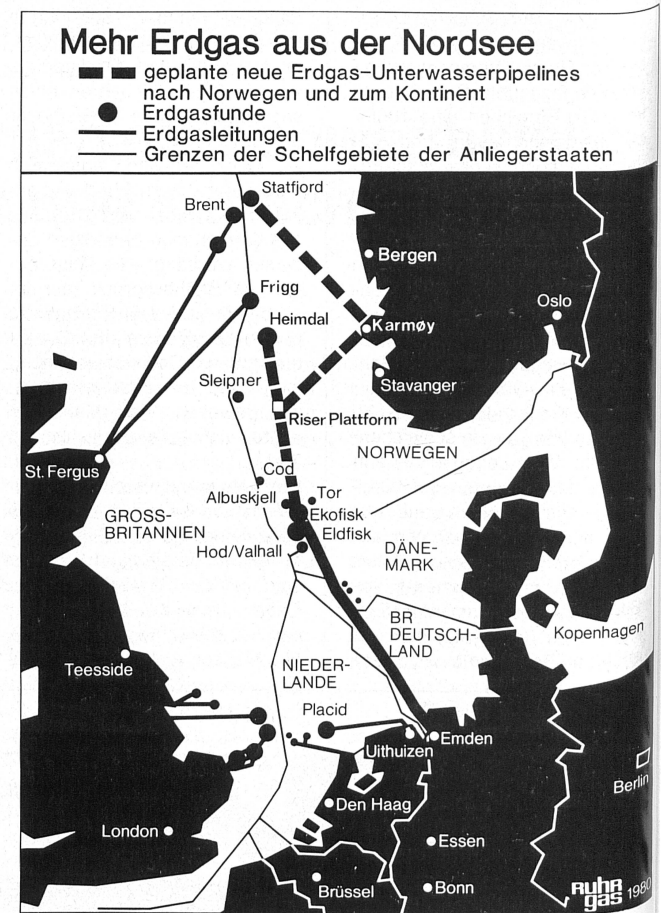 Mehr Erdgas aus der Nordsee
geplante neue Erdgas-Unterwasserpipelines
nach Norwegen und zum Kontinent
Erdgasfunde
Erdgasleitungen
Grenzen der Schelfgebiete der Anliegerstaaten
Statfjord
Brent
Bergen
Frigg
Oslo
Heimdal
Karmøy
Sleipner
Stavanger
Riser Plattform
NORWEGEN
St. Fergus
Cod
Albuskjell
Tor
Ekofisk
GROSS-
BRITANNIEN
Eldfisk
Hod/Valhall
DÄNE-
MARK
BR
DEUTSCH-
LAND
Kopenhagen
Teesside
NIEDER-
LANDE
Placid
Emden
Uithuizen
Berlin
Den Haag
London
Essen
Brüssel
Bonn
RUHR
gas 1980